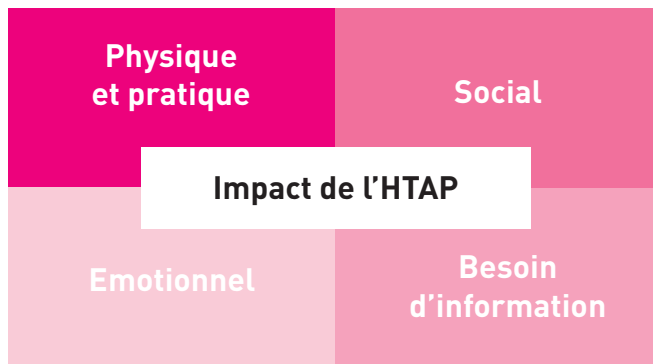 Physique
et pratique
Social
Impact de l'HTAP
Emotionnel
Besoin
d'information